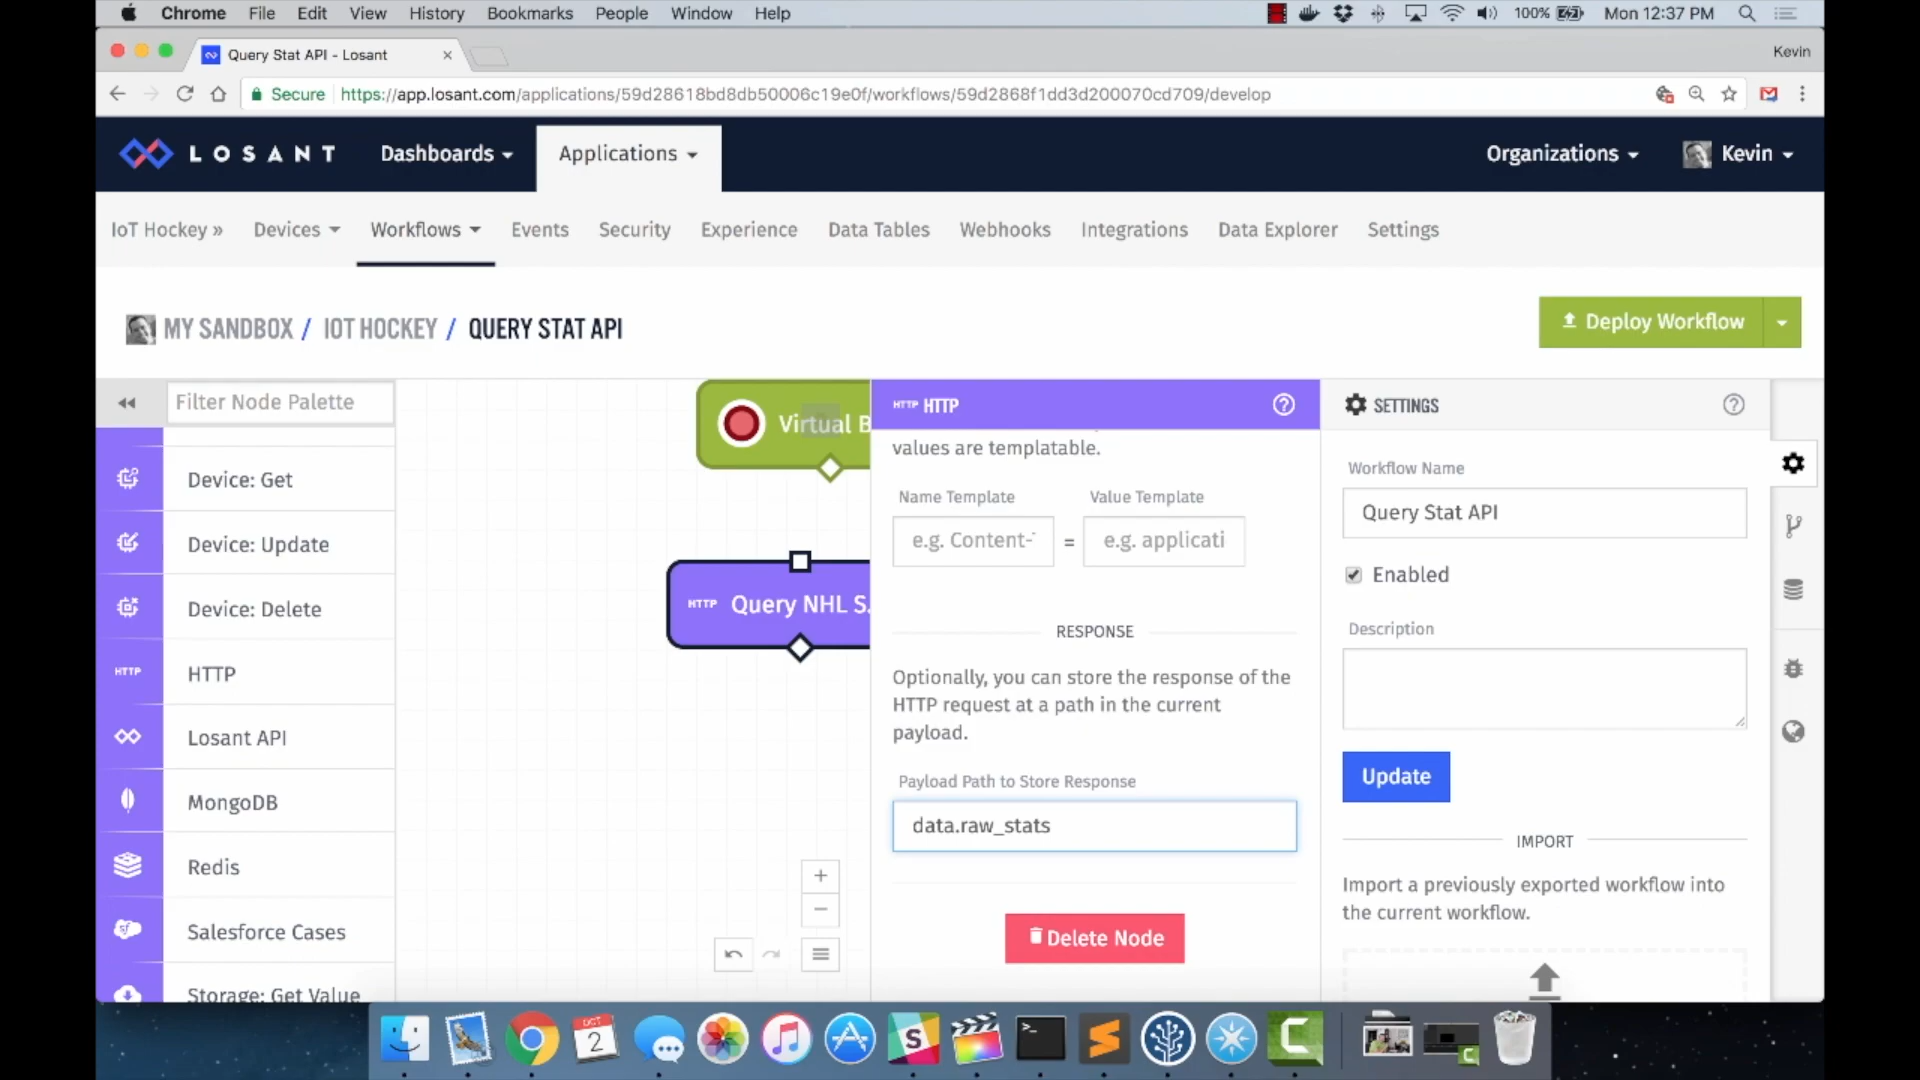 Chrome File Edit View History Bookmarks People Window Help
100% Mon 12:37 PM
Query Stat API - Losant
Kevin
Secure https://app.losant.com/applications/59d28618bd8db50006c19e0f/workflows/59d2868f1dd3d200070cd709/develop
LOSANT Dashboards Applications Organizations Kevin
IoT Hockey » Devices Workflows Events Security Experience Data Tables Webhooks Integrations Data Explorer Settings
MY SANDBOX / IOT HOCKEY / QUERY STAT API
Deploy Workflow
Filter Node Palette
Device: Get
Device: Update
Device: Delete
HTTP HTTP
Losant API
MongoDB
Redis
Salesforce Cases
Storage: Get Value
Virtual B
HTTP Query NHL S.
HTTP HTTP
values are templatable.
Name Template Value Template
e.g. Content- = e.g. applicati
RESPONSE
Optionally, you can store the response of the
HTTP request at a path in the current
payload.
Payload Path to Store Response
data.raw_stats
Delete Node
SETTINGS
Workflow Name
Query Stat API
Enabled
Description
Update
IMPORT
Import a previously exported workflow into
the current workflow.
OCT
2